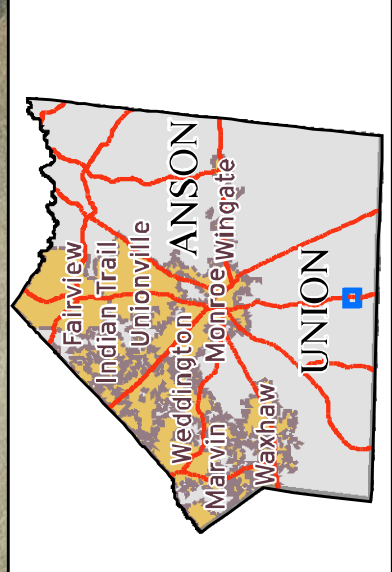 Fairview
Indian Trail
Unionville
ANSON
Wingate
Monroe
Weddington
Marvin
Waxhaw
UNION